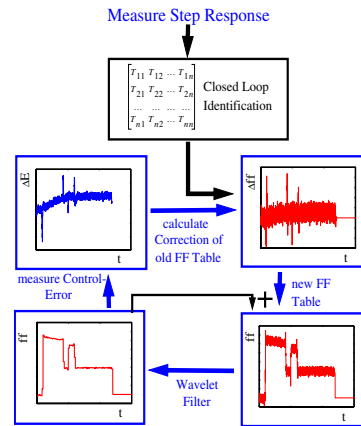 Measure Step Response
T11 T12 ... T1n
T21 T22 ... T2n
... ... ... ...
Tn1 Tn2 ... Tnn
Closed Loop
Identification
ΔE
t
calculate
Correction of
old FF Table
Δff
t
measure Control-
Error
new FF
Table
+
ff
t
Wavelet
Filter
ff
t